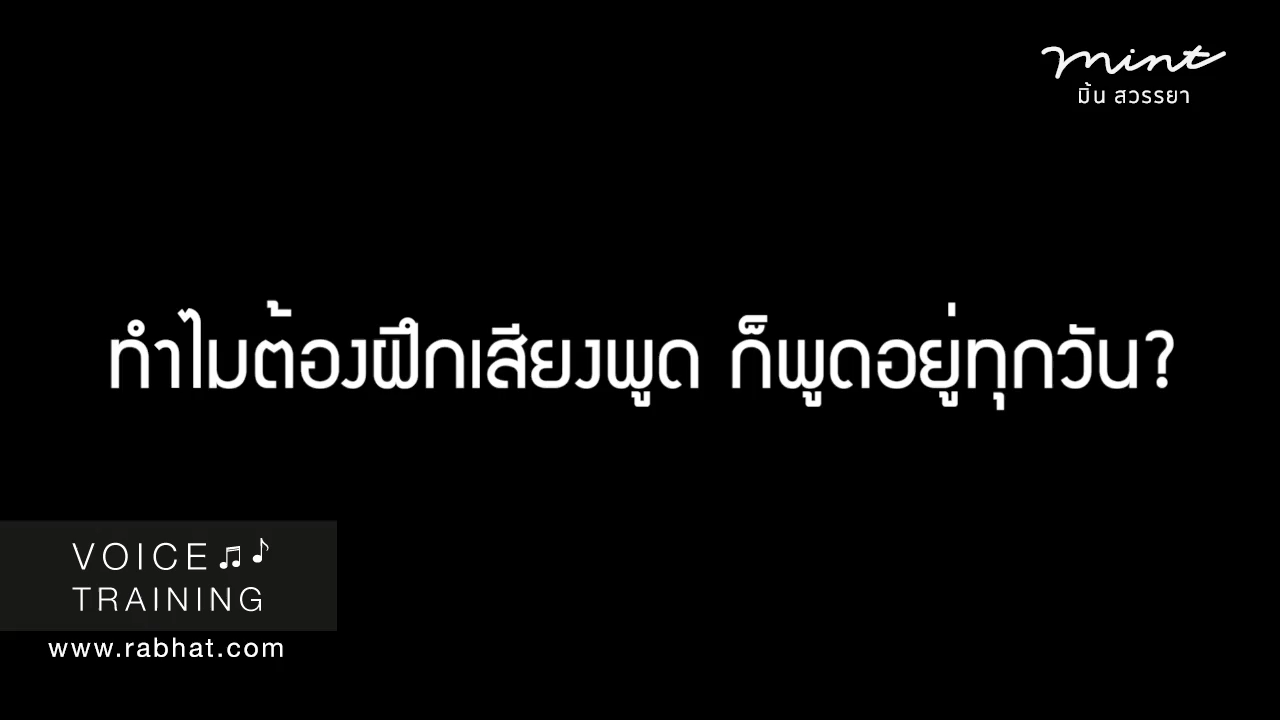 mint
มิ้น สวรรยา
ทำไมต้องฝึกเสียงพูด ก็พูดอยู่ทุกวัน?
VOICE♫♪
TRAINING
www.rabhat.com